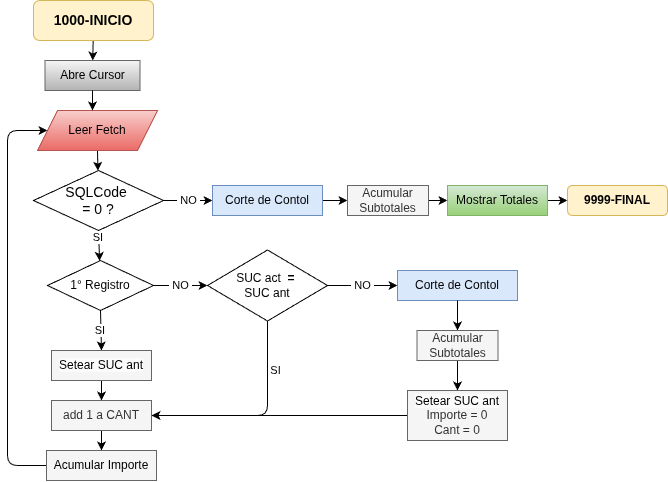 1000-INICIO
Abre Cursor
Leer Fetch
SQLCode
= 0 ?
NO
Corte de Contol
Acumular
Subtotales
Mostrar Totales
9999-FINAL
SI
1° Registro
NO
SUC act =
SUC ant
NO
Corte de Contol
SI
Acumular
Subtotales
Setear SUC ant
SI
Setear SUC ant
Importe = 0
Cant = 0
add 1 a CANT
Acumular Importe